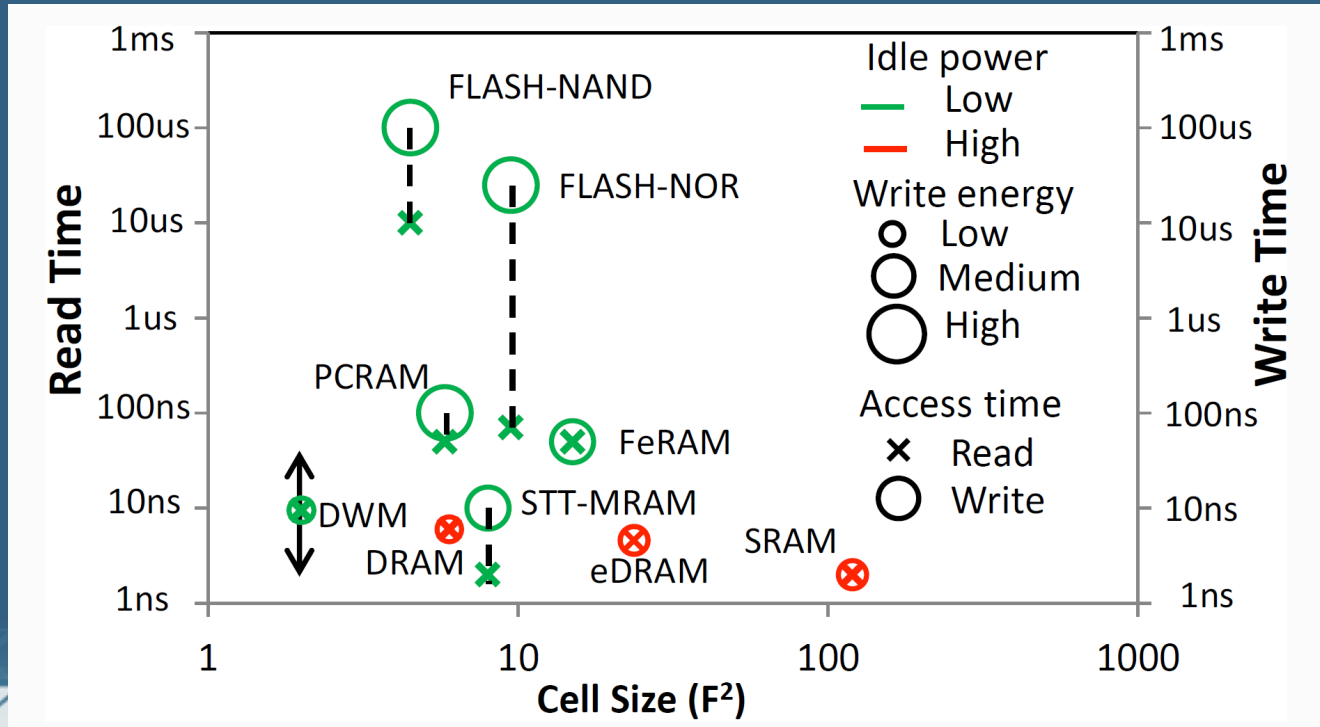 1ms
100us
10us
1us
100ns
10ns
1ns
Read Time
FLASH-NAND
FLASH-NOR
PCRAM
FeRAM
STT-MRAM
DWM
DRAM
eDRAM
SRAM
Idle power
Low
High
Write energy
Low
Medium
High
Access time
Read
Write
1ms
100us
10us
1us
100ns
10ns
1ns
Write Time
1 10 100 1000
Cell Size (F²)